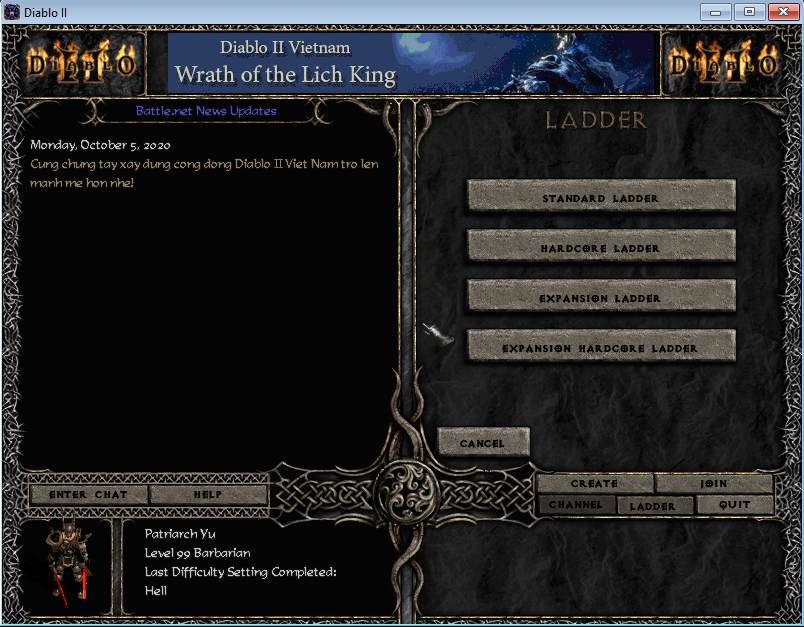 Diablo II
DIABLO
Diablo II Vietnam
Wrath of the Lich King
DIABLO
Battle.net News Updates
Monday, October 5, 2020
Cung chung tay xay dung cong dong Diablo II Viet Nam tro len
manh me hon nhe!
LADDER
STANDARD LADDER
HARDCORE LADDER
EXPANSION LADDER
EXPANSION HARDCORE LADDER
CANCEL
ENTER CHAT
HELP
CREATE
JOIN
CHANNEL
LADDER
QUIT
Patriarch Yu
Level 99 Barbarian
Last Difficulty Setting Completed:
Hell